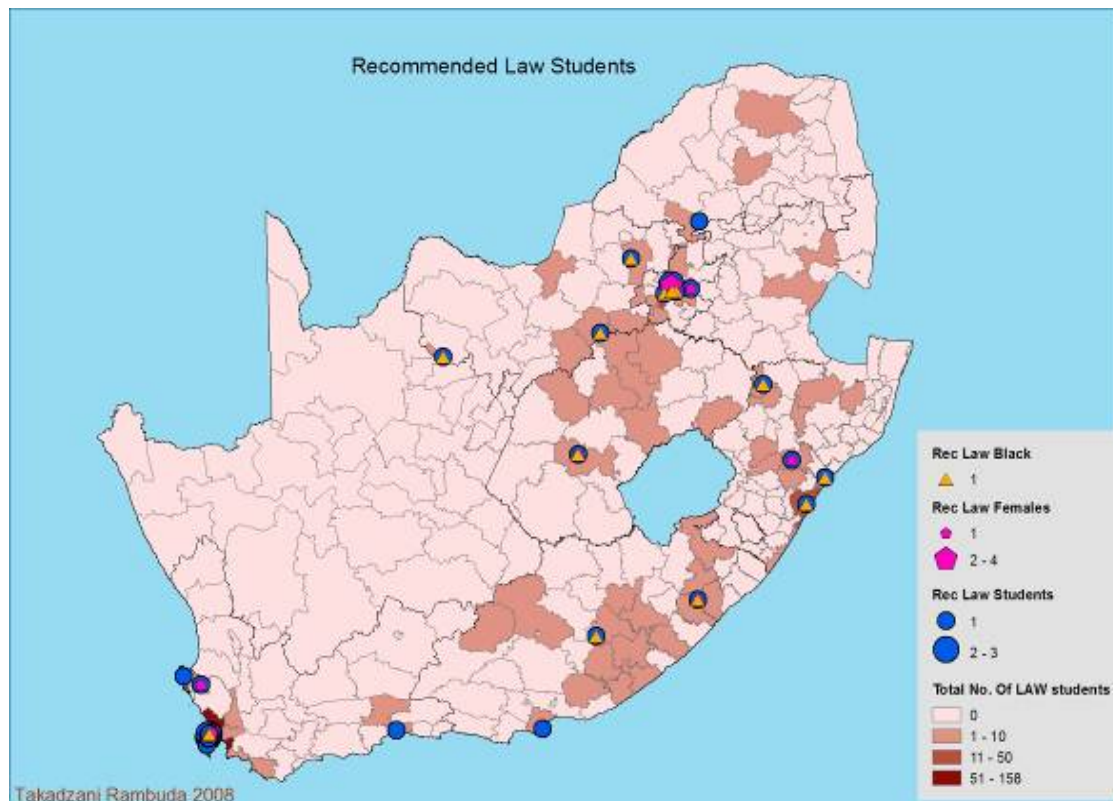 Recommended Law Students
Rec Law Black
1
Rec Law Females
1
2 - 4
Rec Law Students
1
2 - 3
Total No. Of LAW students
0
1 - 10
11 - 50
51 - 158
Takadzani Rambuda 2008